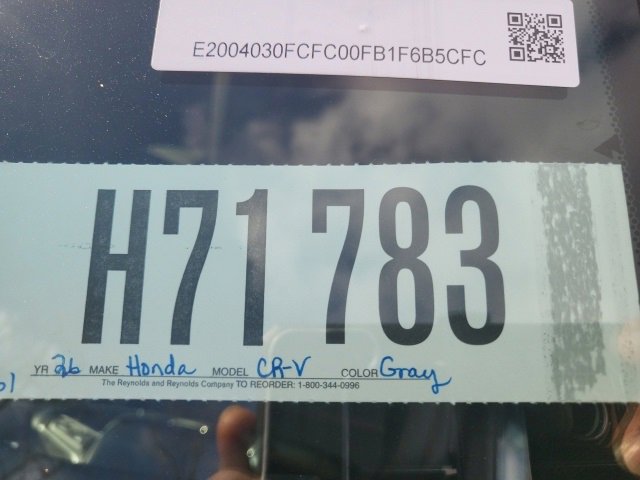 E2004030FCFC00FB1F6B5CFC
H71783
YR 26 MAKE Honda MODEL CR-V COLOR Gray
The Reynolds and Reynolds Company TO REORDER: 1-800-344-0996